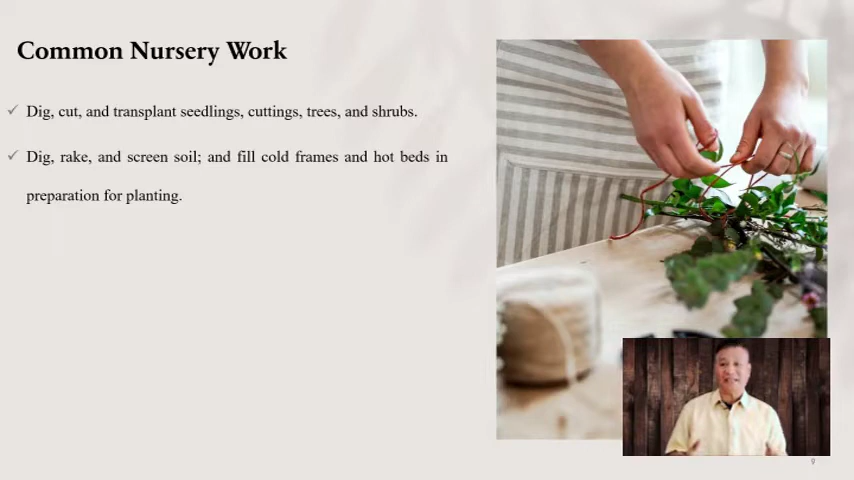 Common Nursery Work
✓ Dig, cut, and transplant seedlings, cuttings, trees, and shrubs.
✓ Dig, rake, and screen soil; and fill cold frames and hot beds in
preparation for planting.
9